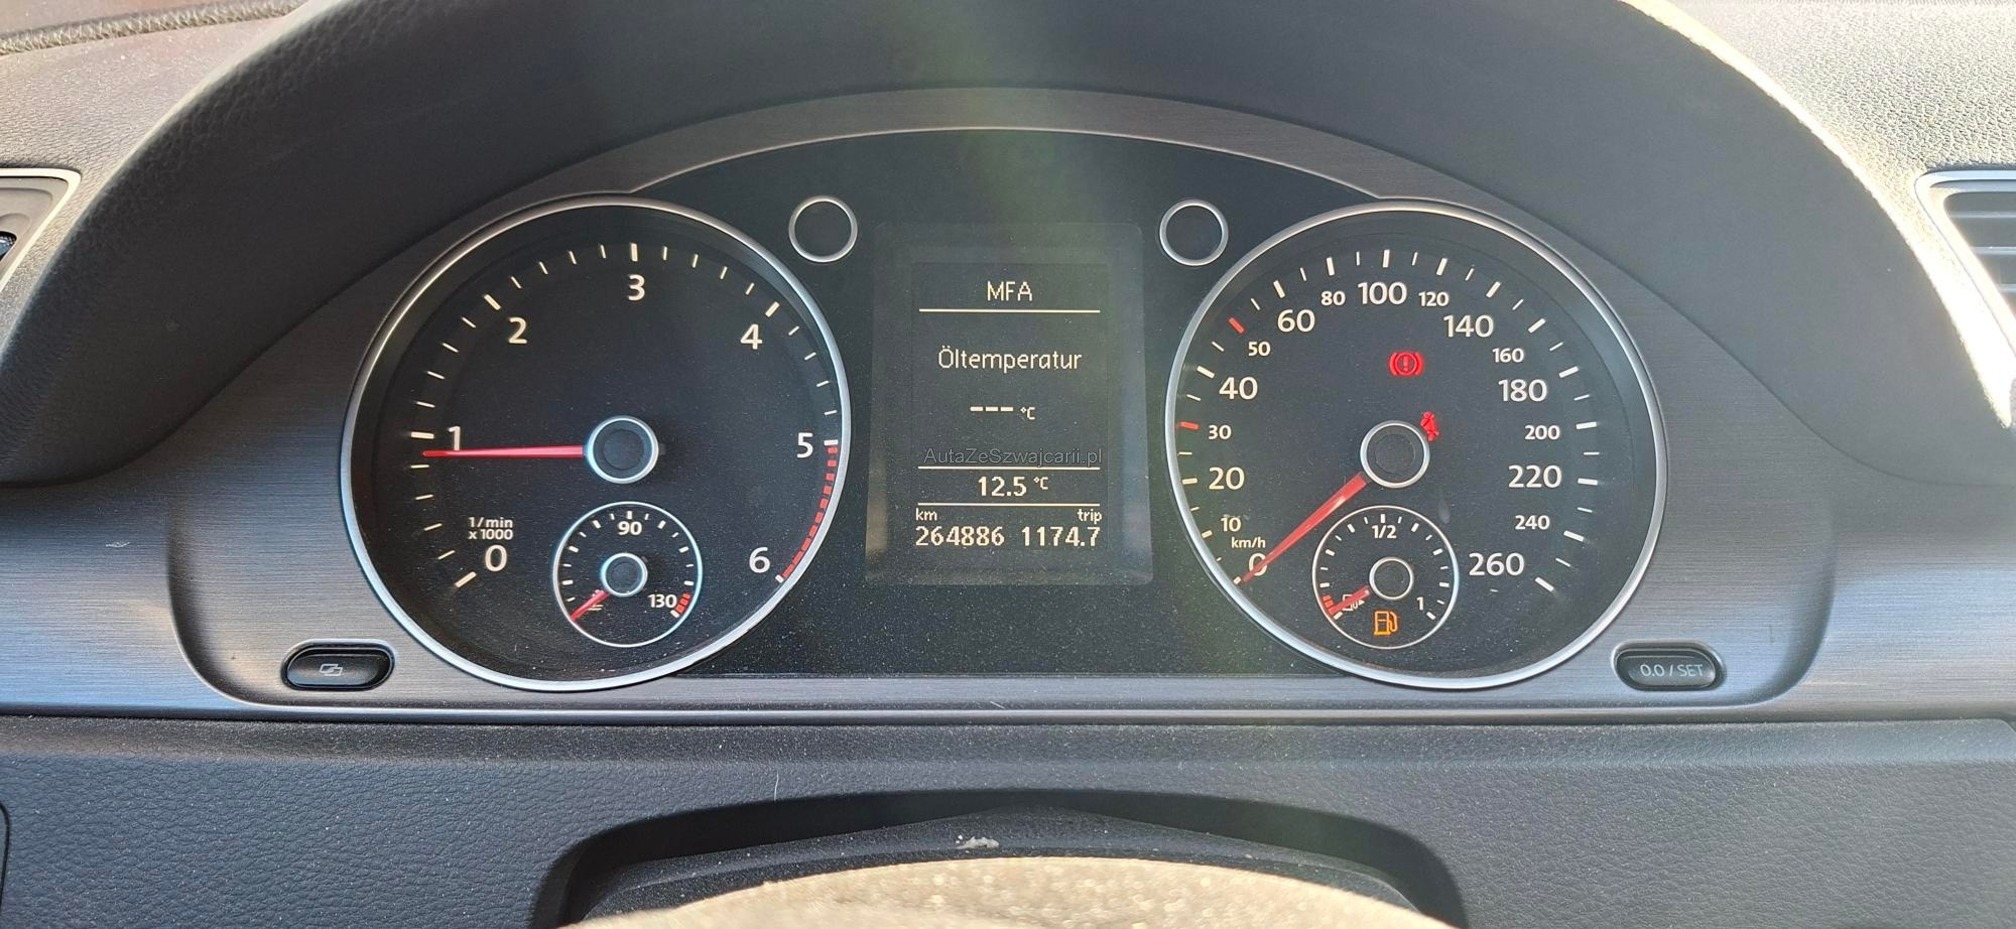 MFA
Öltemperatur
--- °C
AutaZeSzwajcarii.pl
12.5 °C
km trip
264886 1174.7
0 1 2 3 4 5 6
1/min
x1000
90
130
0 10 20 30 40 50 60 80 100 120 140 160 180 200 220 240 260
km/h
1/2
1
0.0 / SET